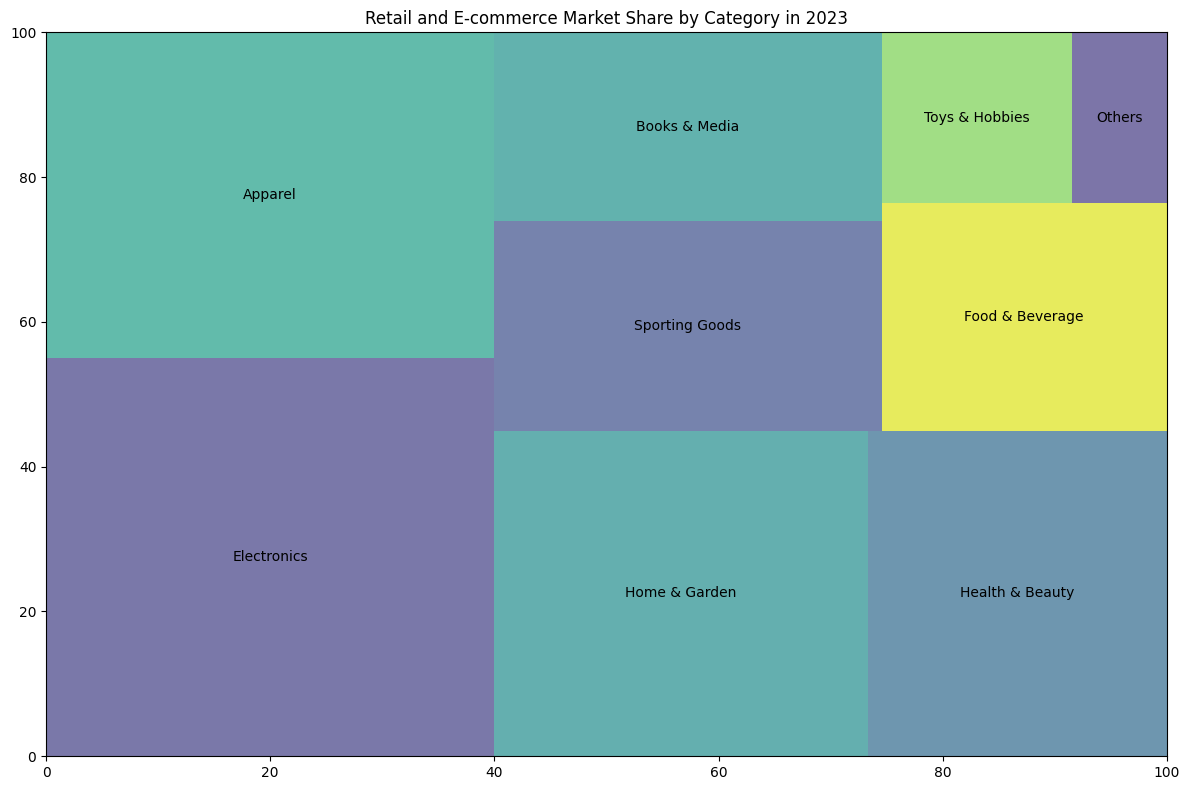 Retail and E-commerce Market Share by Category in 2023
100
80
60
40
20
0
Apparel
Books & Media
Toys & Hobbies
Others
Sporting Goods
Food & Beverage
Electronics
Home & Garden
Health & Beauty
0
20
40
60
80
100